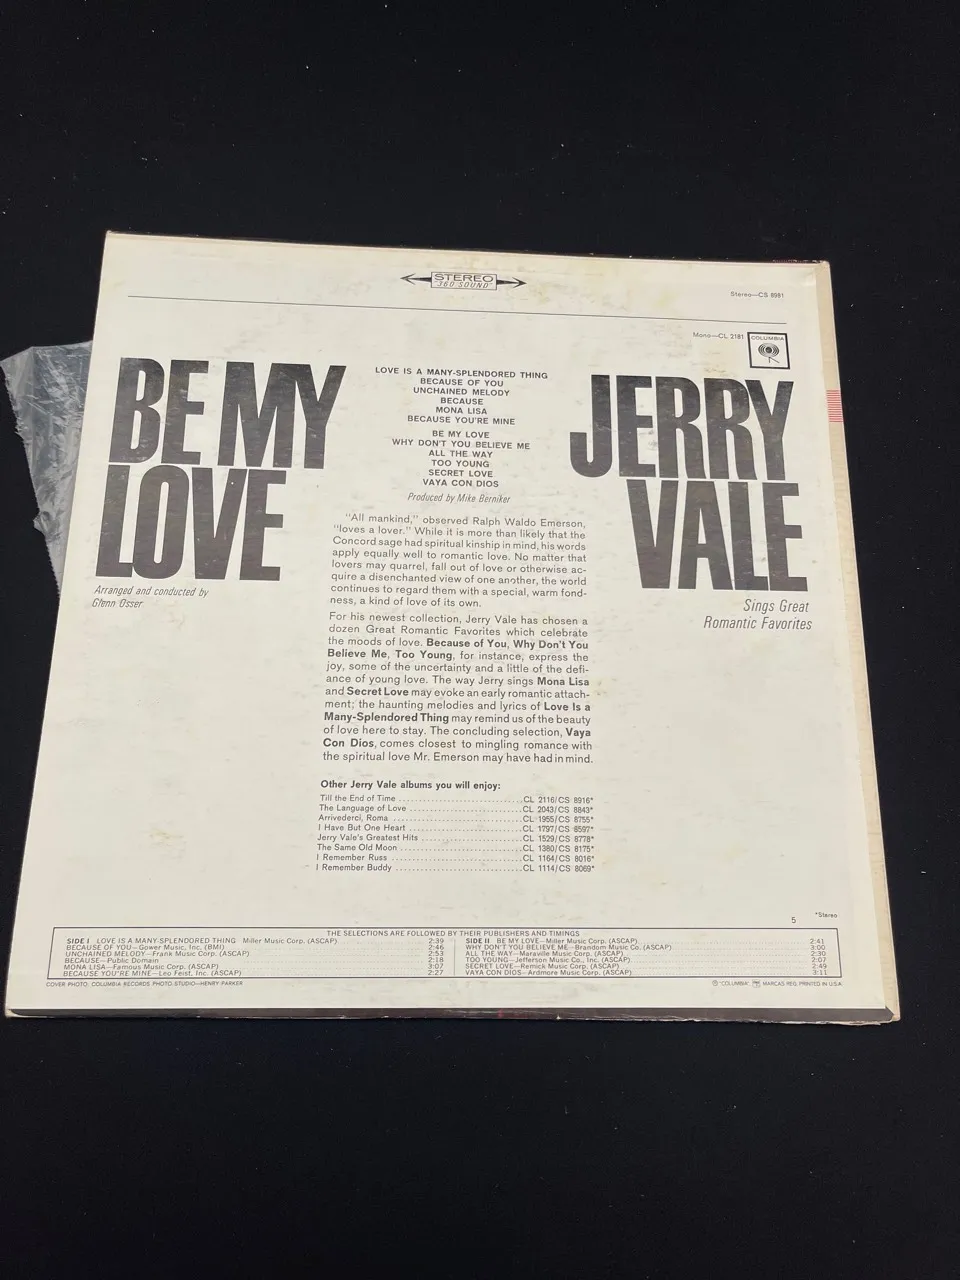 STEREO
"360 SOUND"
Stereo—CS 8981
Mono—CL 2181
COLUMBIA
BE MY
LOVE
Arranged and conducted by
Glenn Osser
LOVE IS A MANY-SPLENDORED THING
BECAUSE OF YOU
UNCHAINED MELODY
BECAUSE
MONA LISA
BECAUSE YOU'RE MINE
BE MY LOVE
WHY DON'T YOU BELIEVE ME
ALL THE WAY
TOO YOUNG
SECRET LOVE
VAYA CON DIOS
Produced by Mike Berniker
JERRY
VALE
Sings Great
Romantic Favorites
"All mankind," observed Ralph Waldo Emerson,
"loves a lover." While it is more than likely that the
Concord sage had spiritual kinship in mind, his words
apply equally well to romantic love. No matter that
lovers may quarrel, fall out of love or otherwise ac-
quire a disenchanted view of one another, the world
continues to regard them with a special, warm fond-
ness, a kind of love of its own.
For his newest collection, Jerry Vale has chosen a
dozen Great Romantic Favorites which celebrate
the moods of love. Because of You, Why Don't You
Believe Me, Too Young, for instance, express the
joy, some of the uncertainty and a little of the defi-
ance of young love. The way Jerry sings Mona Lisa
and Secret Love may evoke an early romantic attach-
ment; the haunting melodies and lyrics of Love Is a
Many-Splendored Thing may remind us of the beauty
of love here to stay. The concluding selection, Vaya
Con Dios, comes closest to mingling romance with
the spiritual love Mr. Emerson may have had in mind.
Other Jerry Vale albums you will enjoy:
Till the End of Time CL 2116/CS 8916*
The Language of Love CL 2043/CS 8843*
Arrivederci, Roma CL 1955/CS 8755*
I Have But One Heart CL 1797/CS 8597*
Jerry Vale's Greatest Hits CL 1529/CS 8778*
The Same Old Moon CL 1380/CS 8175*
I Remember Russ CL 1164/CS 8016*
I Remember Buddy CL 1114/CS 8069*
*Stereo
5
THE SELECTIONS ARE FOLLOWED BY THEIR PUBLISHERS AND TIMINGS
SIDE I LOVE IS A MANY-SPLENDORED THING Miller Music Corp. (ASCAP) 2:39
BECAUSE OF YOU—Gower Music, Inc. (BMI) 2:46
UNCHAINED MELODY—Frank Music Corp. (ASCAP) 2:53
BECAUSE—Public Domain 2:18
MONA LISA—Famous Music Corp. (ASCAP) 3:07
BECAUSE YOU'RE MINE—Leo Feist, Inc. (ASCAP) 2:27
SIDE II BE MY LOVE—Miller Music Corp. (ASCAP) 2:41
WHY DON'T YOU BELIEVE ME—Brandom Music Co. (ASCAP) 3:00
ALL THE WAY—Maraville Music Corp. (ASCAP) 2:30
TOO YOUNG—Jefferson Music Co., Inc. (ASCAP) 2:07
SECRET LOVE—Remick Music Corp. (ASCAP) 2:49
VAYA CON DIOS—Ardmore Music Corp. (ASCAP) 3:11
COVER PHOTO: COLUMBIA RECORDS PHOTO STUDIO—HENRY PARKER
® "COLUMBIA" MARCAS REG. PRINTED IN U.S.A.